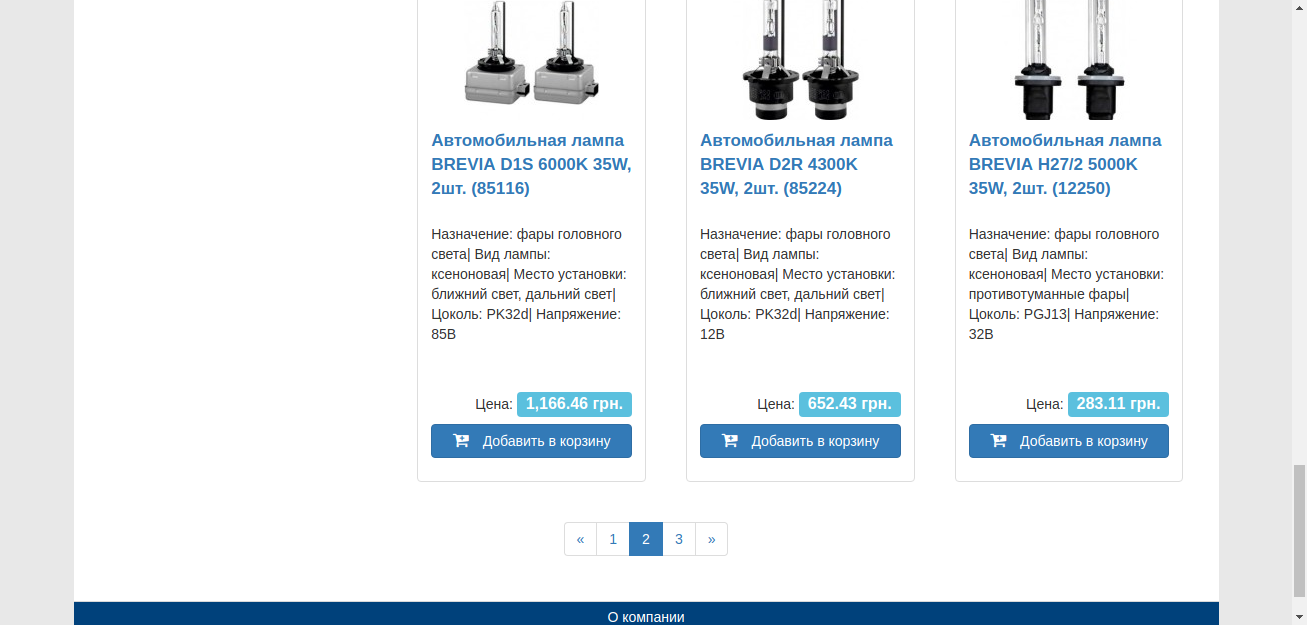 Автомобильная лампа
BREVIA D1S 6000K 35W,
2шт. (85116)
Назначение: фары головного
света| Вид лампы:
ксеноновая| Место установки:
ближний свет, дальний свет|
Цоколь: PK32d| Напряжение:
85В
Цена: 1,166.46 грн.
Добавить в корзину
Автомобильная лампа
BREVIA D2R 4300K
35W, 2шт. (85224)
Назначение: фары головного
света| Вид лампы:
ксеноновая| Место установки:
ближний свет, дальний свет|
Цоколь: PK32d| Напряжение:
12В
Цена: 652.43 грн.
Добавить в корзину
Автомобильная лампа
BREVIA H27/2 5000K
35W, 2шт. (12250)
Назначение: фары головного
света| Вид лампы:
ксеноновая| Место установки:
противотуманные фары|
Цоколь: PGJ13| Напряжение:
32В
Цена: 283.11 грн.
Добавить в корзину
« 1 2 3 »
О компании